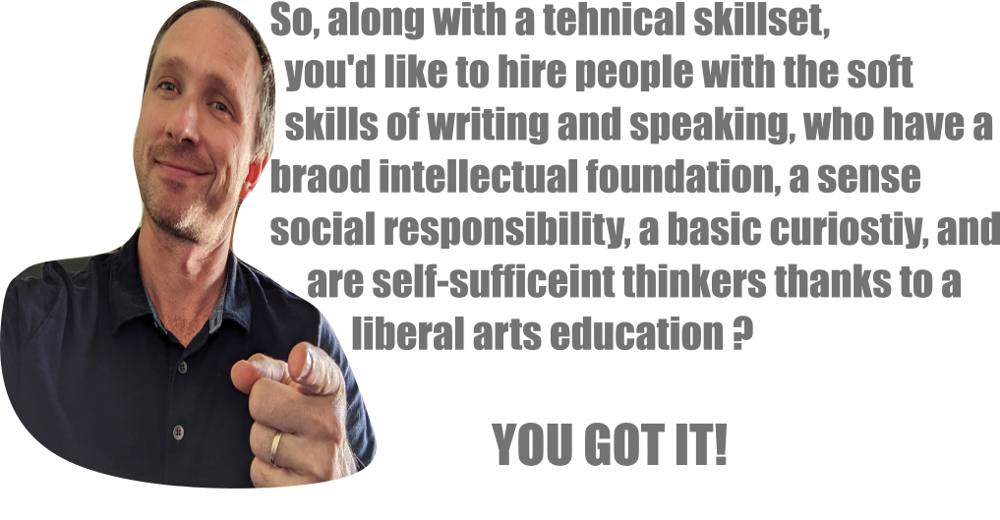 So, along with a tehnical skillset,
you'd like to hire people with the soft
skills of writing and speaking, who have a
braod intellectual foundation, a sense
social responsibility, a basic curiostiy, and
are self-sufficeint thinkers thanks to a
liberal arts education ?
YOU GOT IT!